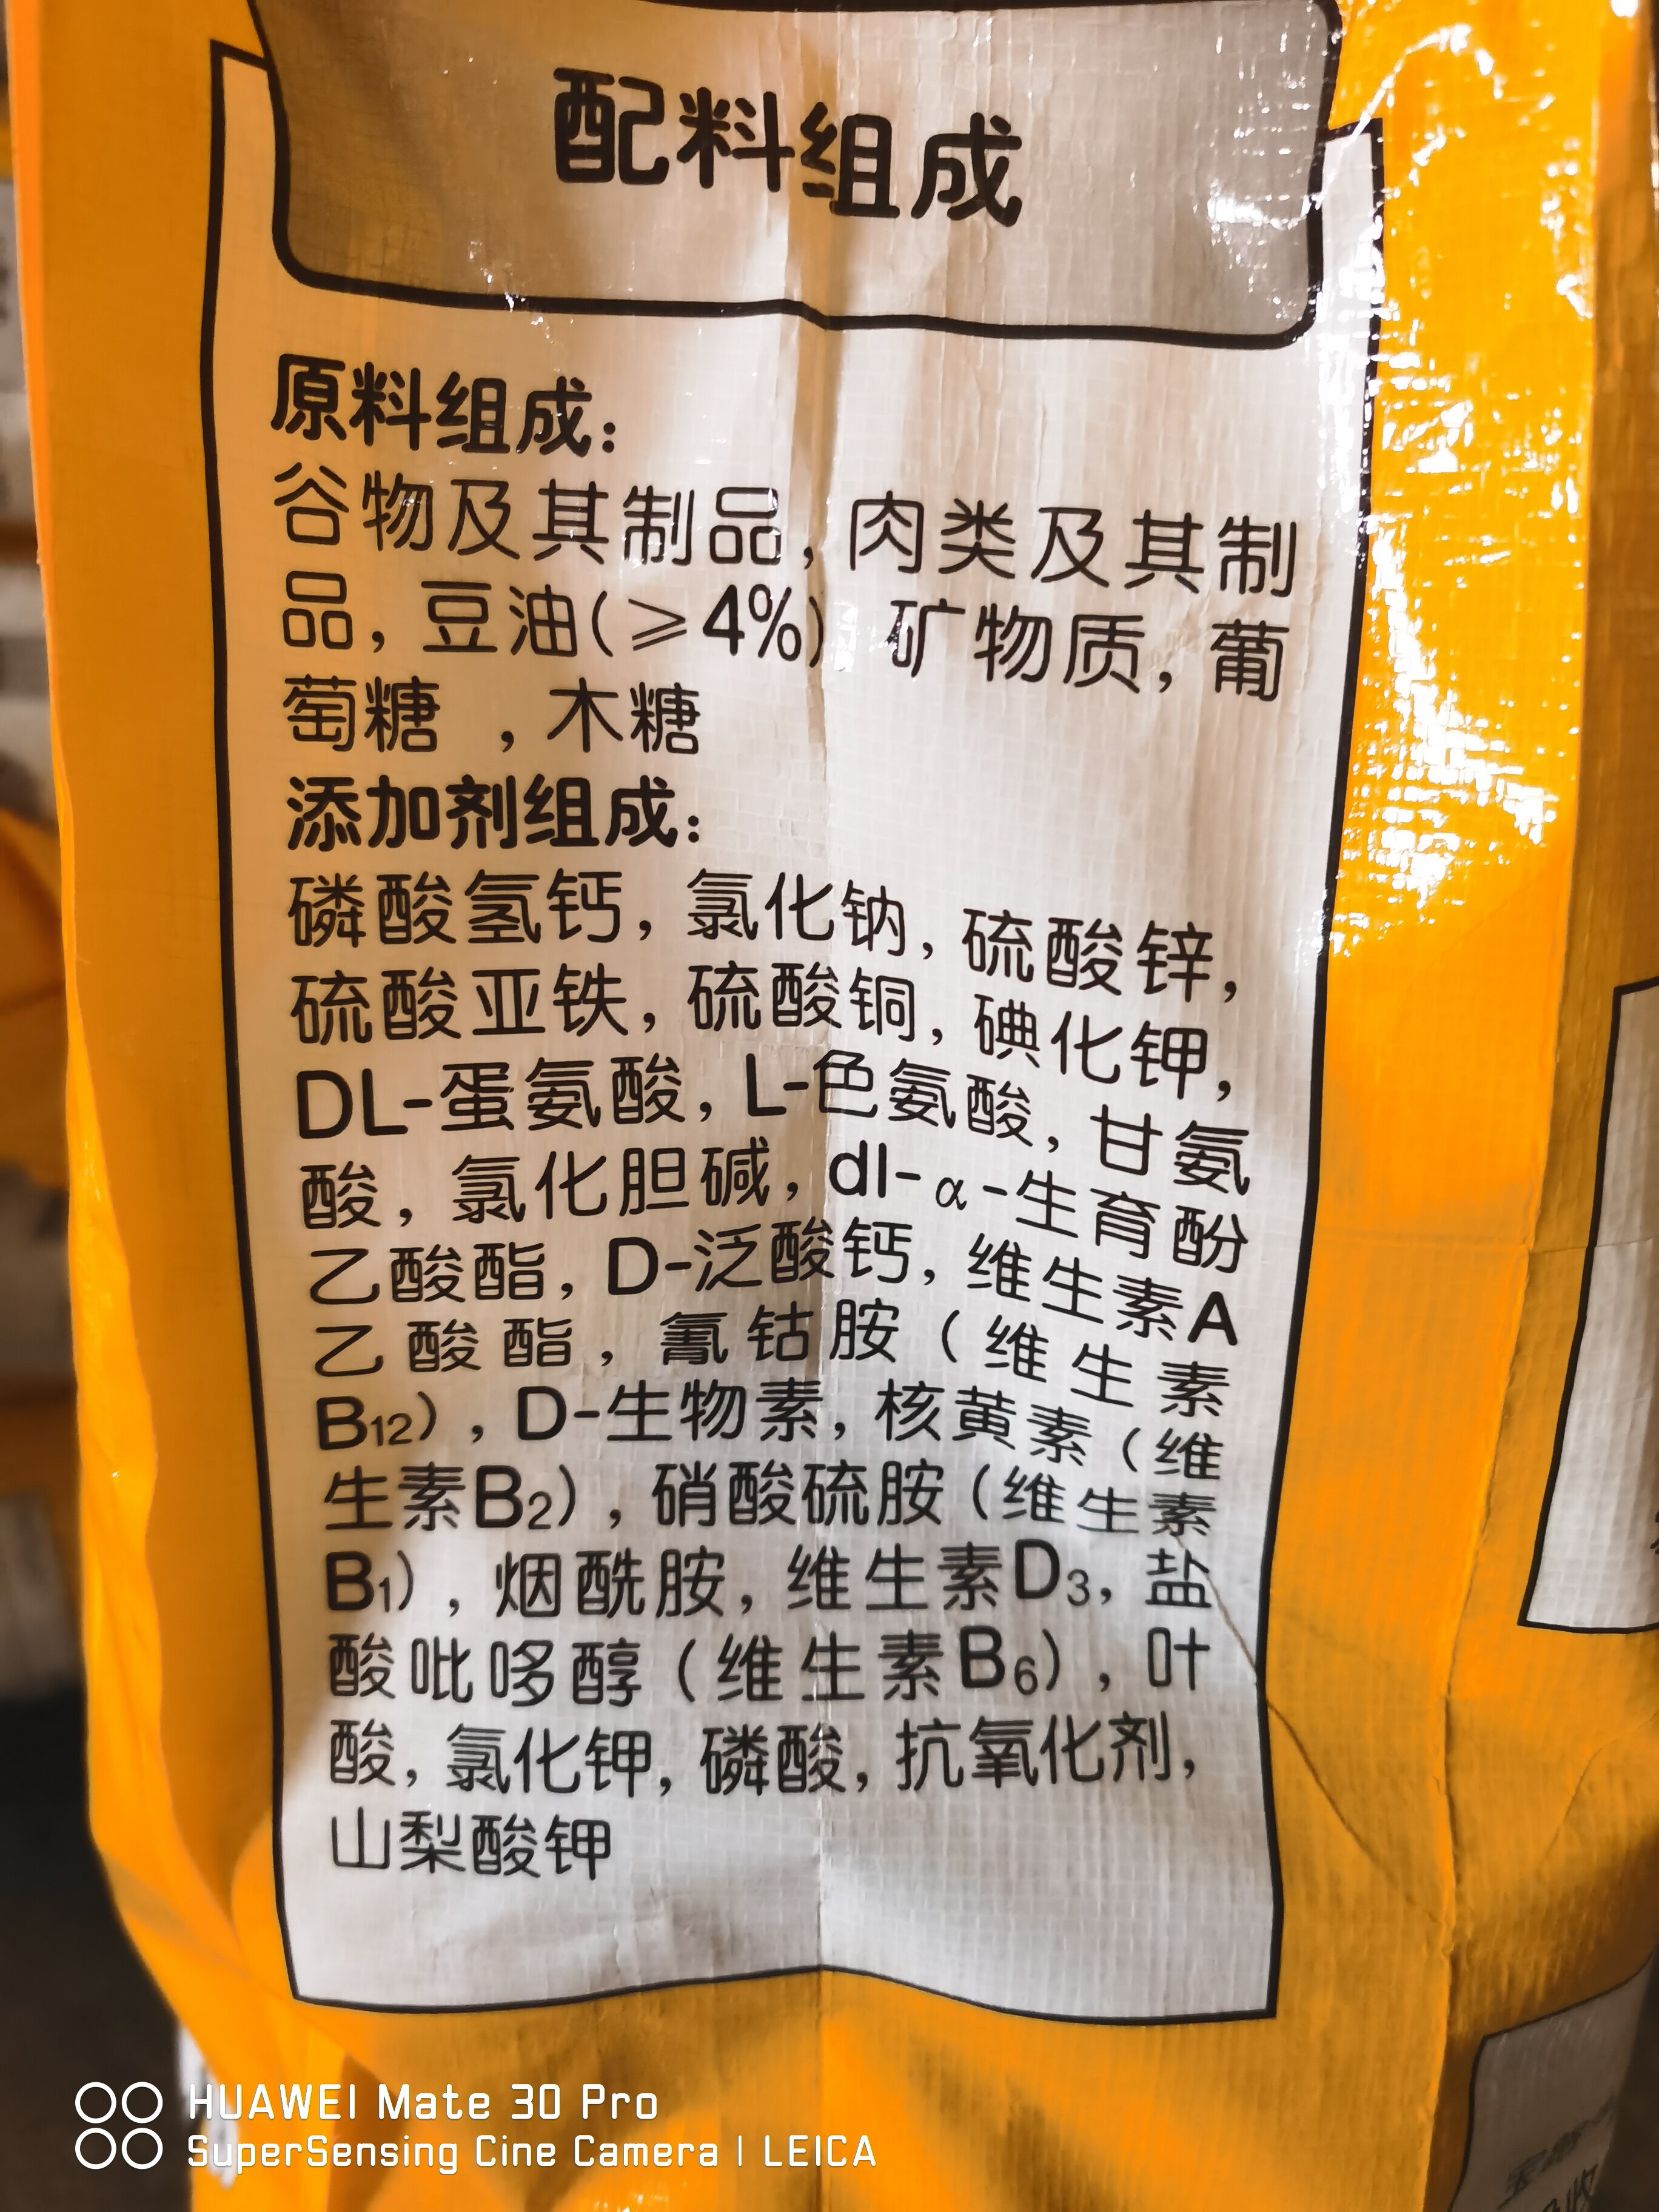 配料组成
原料组成：
谷物及其制品，肉类及其制
品，豆油(≥4%) 矿物质，葡
萄糖 ，木糖
添加剂组成：
磷酸氢钙，氯化钠，硫酸锌，
硫酸亚铁，硫酸铜，碘化钾，
DL-蛋氨酸，L-色氨酸，甘氨
酸，氯化胆碱，dl-α-生育酚
乙酸酯，D-泛酸钙，维生素A
乙酸酯，氰钴胺（维生素
B12），D-生物素，核黄素（维
生素B2），硝酸硫胺（维生素
B1），烟酰胺，维生素D3，盐
酸吡哆醇（维生素B6），叶
酸，氯化钾，磷酸，抗氧化剂，
山梨酸钾
HUAWEI Mate 30 Pro
SuperSensing Cine Camera | LEICA